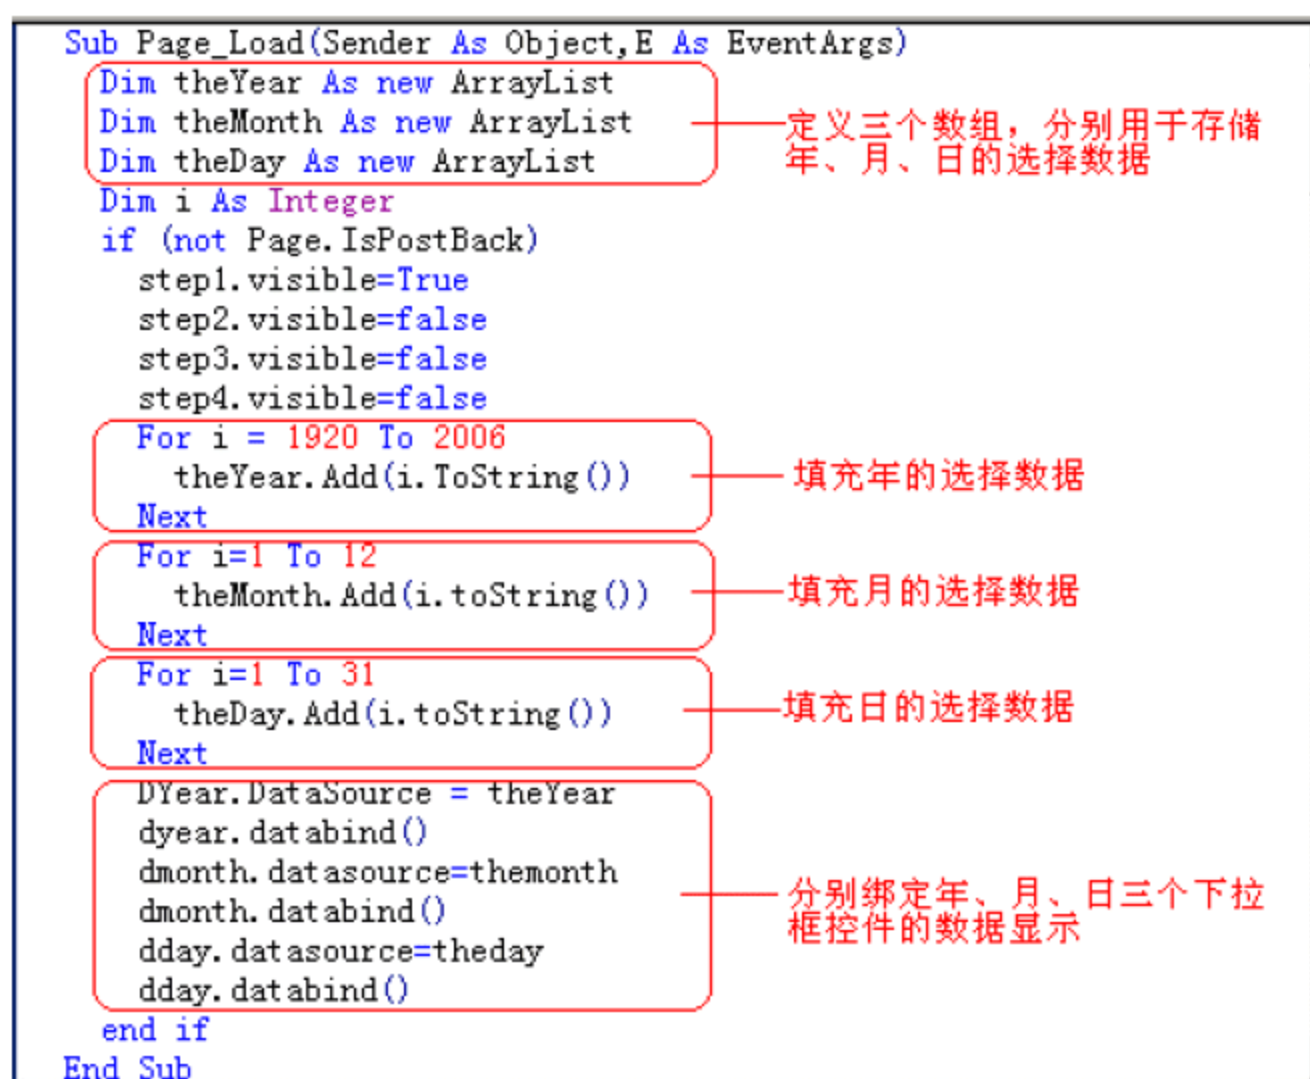 Sub Page_Load(Sender As Object,E As EventArgs)
Dim theYear As new ArrayList
Dim theMonth As new ArrayList
Dim theDay As new ArrayList
定义三个数组，分别用于存储
年、月、日的选择数据
Dim i As Integer
if (not Page.IsPostBack)
step1.visible=True
step2.visible=false
step3.visible=false
step4.visible=false
For i = 1920 To 2006
theYear.Add(i.ToString())
Next
填充年的选择数据
For i=1 To 12
theMonth.Add(i.toString())
Next
填充月的选择数据
For i=1 To 31
theDay.Add(i.toString())
Next
填充日的选择数据
DYear.DataSource = theYear
dyear.databind()
dmonth.datasource=themonth
dmonth.databind()
dday.datasource=theday
dday.databind()
分别绑定年、月、日三个下拉
框控件的数据显示
end if
End Sub